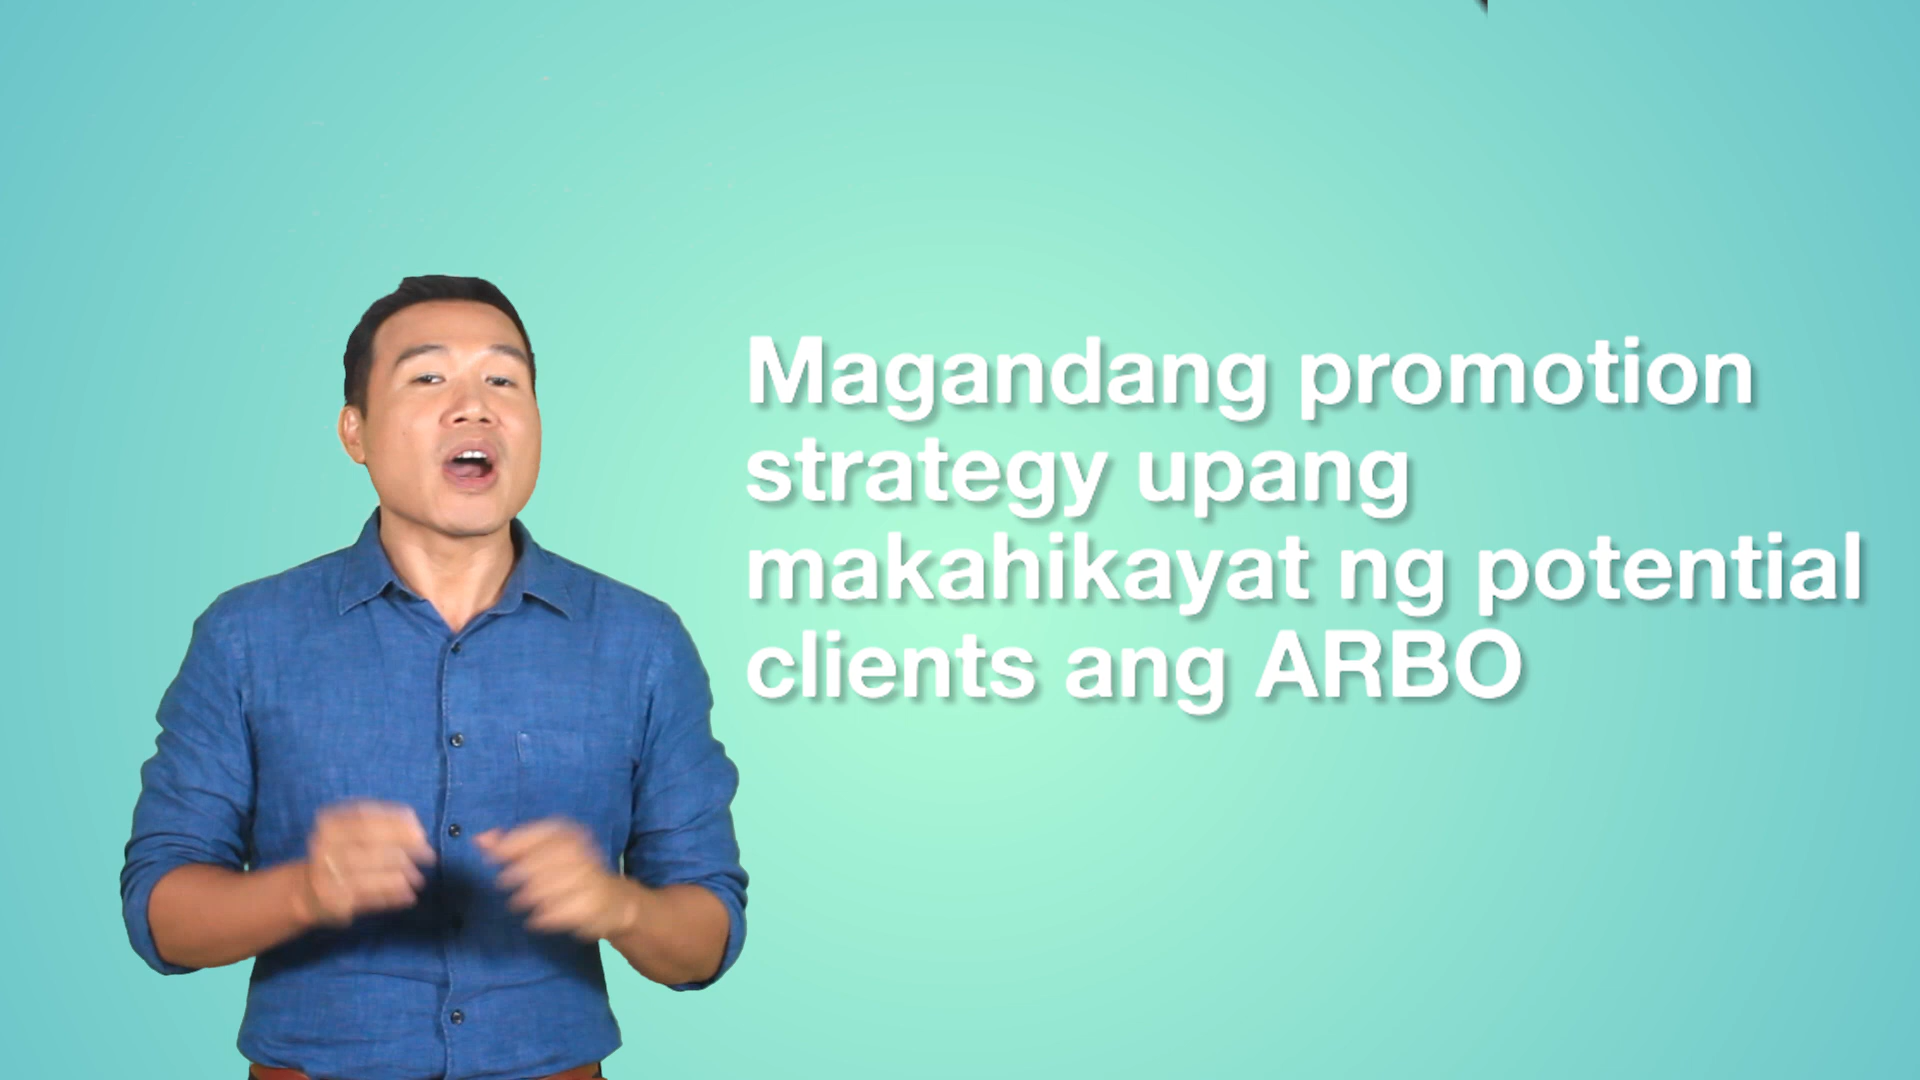 Magandang promotion
strategy upang
makahikayat ng potential
clients ang ARBO